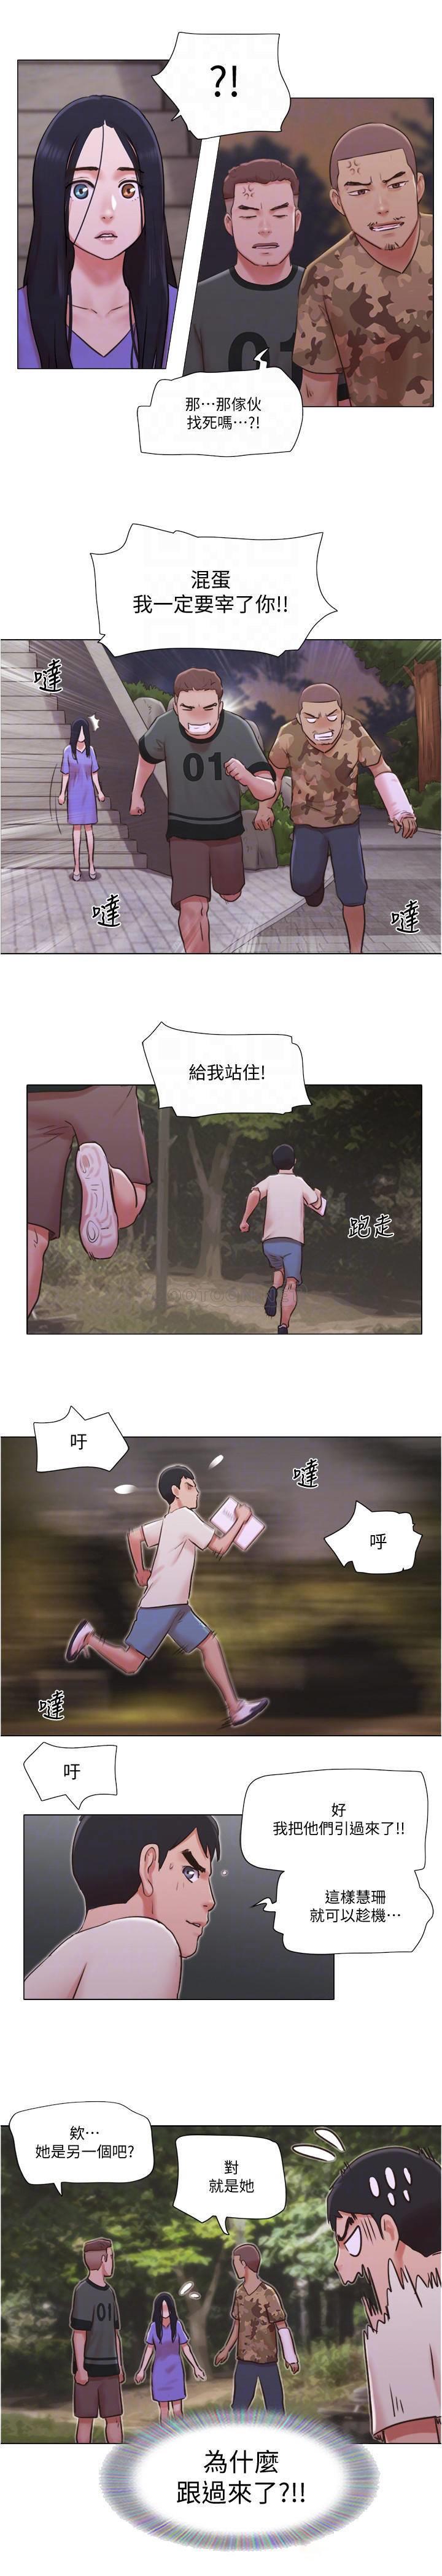 ?!
那⋯那傢伙
找死嗎⋯?!
混蛋
我一定要宰了你!!
噠
01
噠
噠
給我站住!
跑走
吁
噠
呼
噠
吁
好
我把他們引過來了!!
這樣慧珊
就可以趁機⋯
欸⋯
她是另一個吧?
對
就是她
01
為什麼
跟過來了?!!